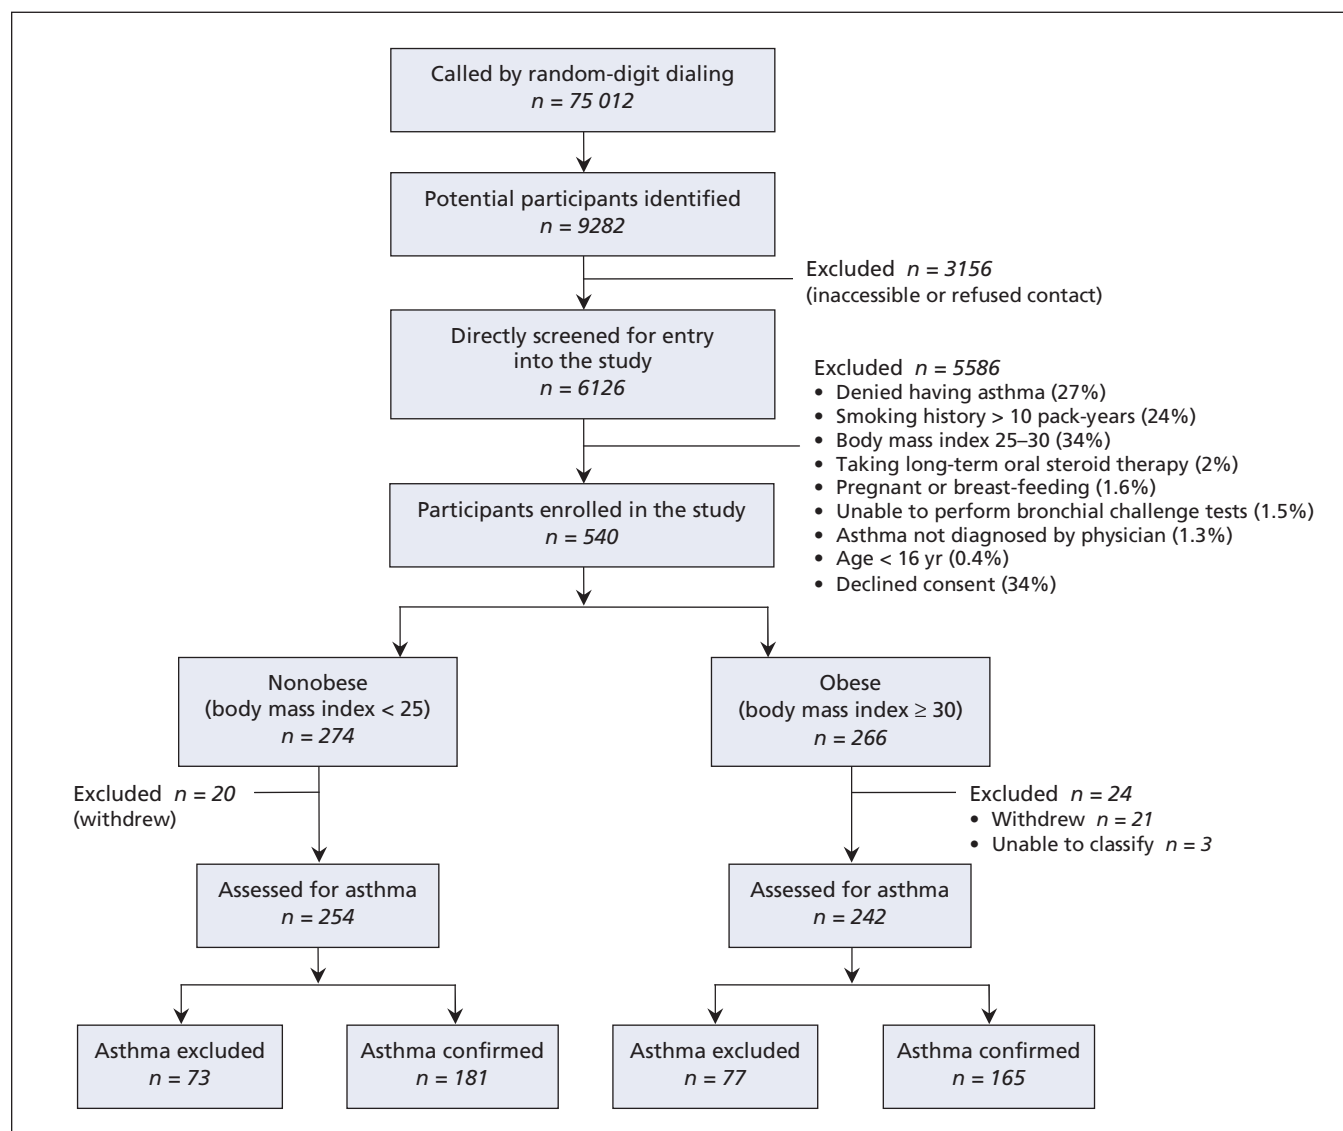 Called by random-digit dialing
n = 75 012
Potential participants identified
n = 9282
Excluded n = 3156
(inaccessible or refused contact)
Directly screened for entry
into the study
n = 6126
Excluded n = 5586
• Denied having asthma (27%)
• Smoking history > 10 pack-years (24%)
• Body mass index 25–30 (34%)
• Taking long-term oral steroid therapy (2%)
• Pregnant or breast-feeding (1.6%)
• Unable to perform bronchial challenge tests (1.5%)
• Asthma not diagnosed by physician (1.3%)
• Age < 16 yr (0.4%)
• Declined consent (34%)
Participants enrolled in the study
n = 540
Nonobese
(body mass index < 25)
n = 274
Obese
(body mass index ≥ 30)
n = 266
Excluded n = 20
(withdrew)
Excluded n = 24
• Withdrew n = 21
• Unable to classify n = 3
Assessed for asthma
n = 254
Assessed for asthma
n = 242
Asthma excluded
n = 73
Asthma confirmed
n = 181
Asthma excluded
n = 77
Asthma confirmed
n = 165